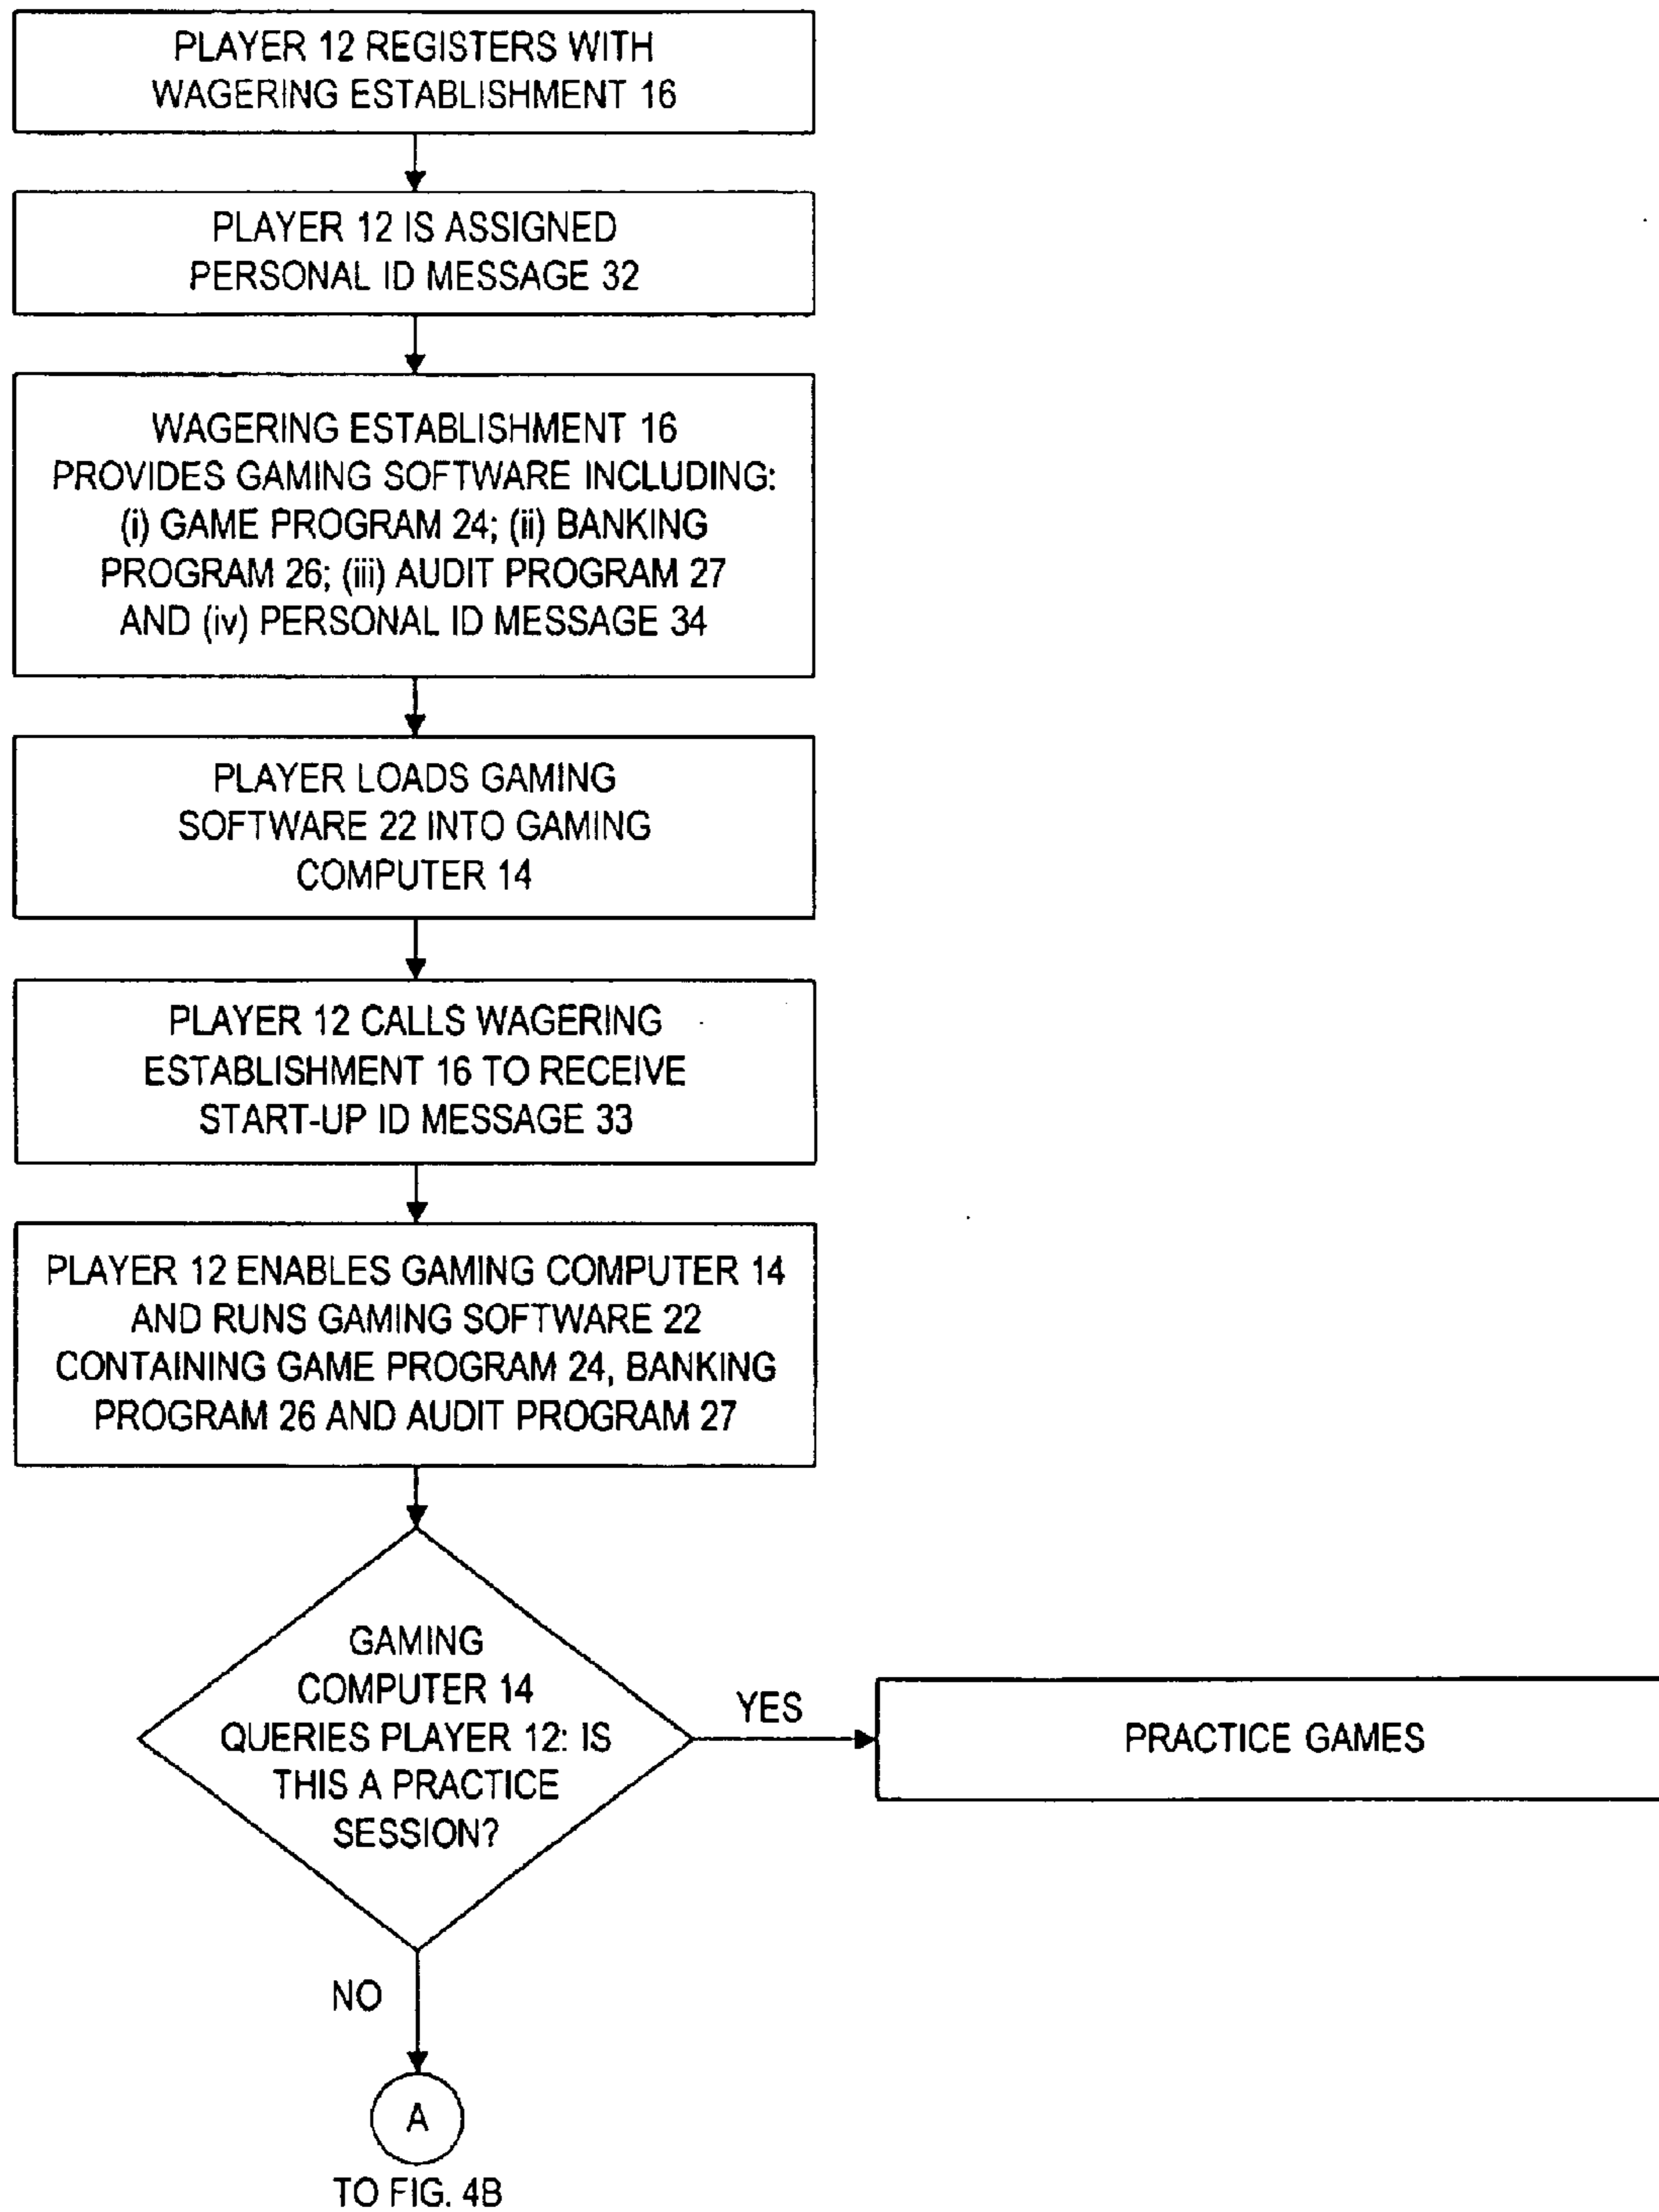 PLAYER 12 REGISTERS WITH
WAGERING ESTABLISHMENT 16
PLAYER 12 IS ASSIGNED
PERSONAL ID MESSAGE 32
WAGERING ESTABLISHMENT 16
PROVIDES GAMING SOFTWARE INCLUDING:
(i) GAME PROGRAM 24; (ii) BANKING
PROGRAM 26; (iii) AUDIT PROGRAM 27
AND (iv) PERSONAL ID MESSAGE 34
PLAYER LOADS GAMING
SOFTWARE 22 INTO GAMING
COMPUTER 14
PLAYER 12 CALLS WAGERING
ESTABLISHMENT 16 TO RECEIVE
START-UP ID MESSAGE 33
PLAYER 12 ENABLES GAMING COMPUTER 14
AND RUNS GAMING SOFTWARE 22
CONTAINING GAME PROGRAM 24, BANKING
PROGRAM 26 AND AUDIT PROGRAM 27
GAMING
COMPUTER 14
QUERIES PLAYER 12: IS
THIS A PRACTICE
SESSION?
YES
PRACTICE GAMES
NO
A
TO FIG. 4B